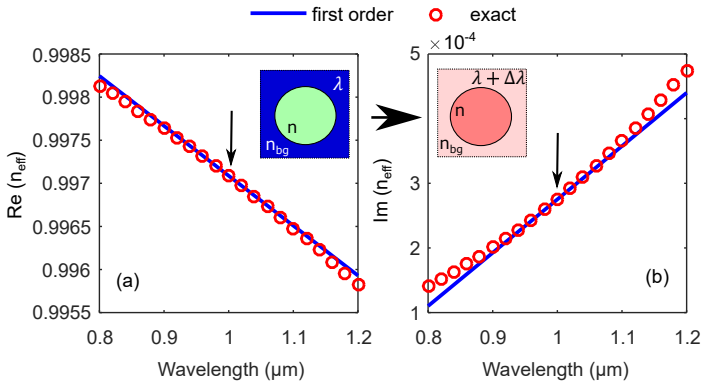 first order exact
0.9985
0.998
0.9975
0.997
0.9965
0.996
0.9955
Re (n_eff)
λ
n
n_bg
(a)
0.8 0.9 1 1.1 1.2
Wavelength (μm)
× 10⁻⁴
5
4
3
2
1
Im (n_eff)
λ + Δλ
n
n_bg
(b)
0.8 0.9 1 1.1 1.2
Wavelength (μm)